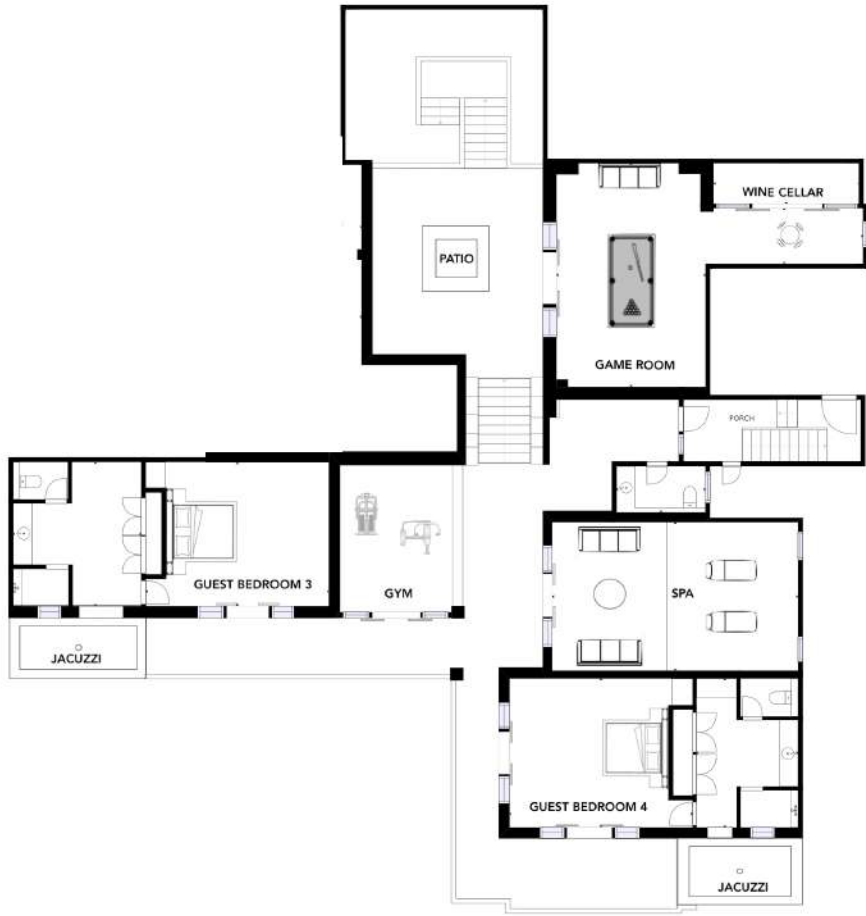 WINE CELLAR
PATIO
GAME ROOM
PORCH
GUEST BEDROOM 3
GYM
SPA
JACUZZI
GUEST BEDROOM 4
JACUZZI